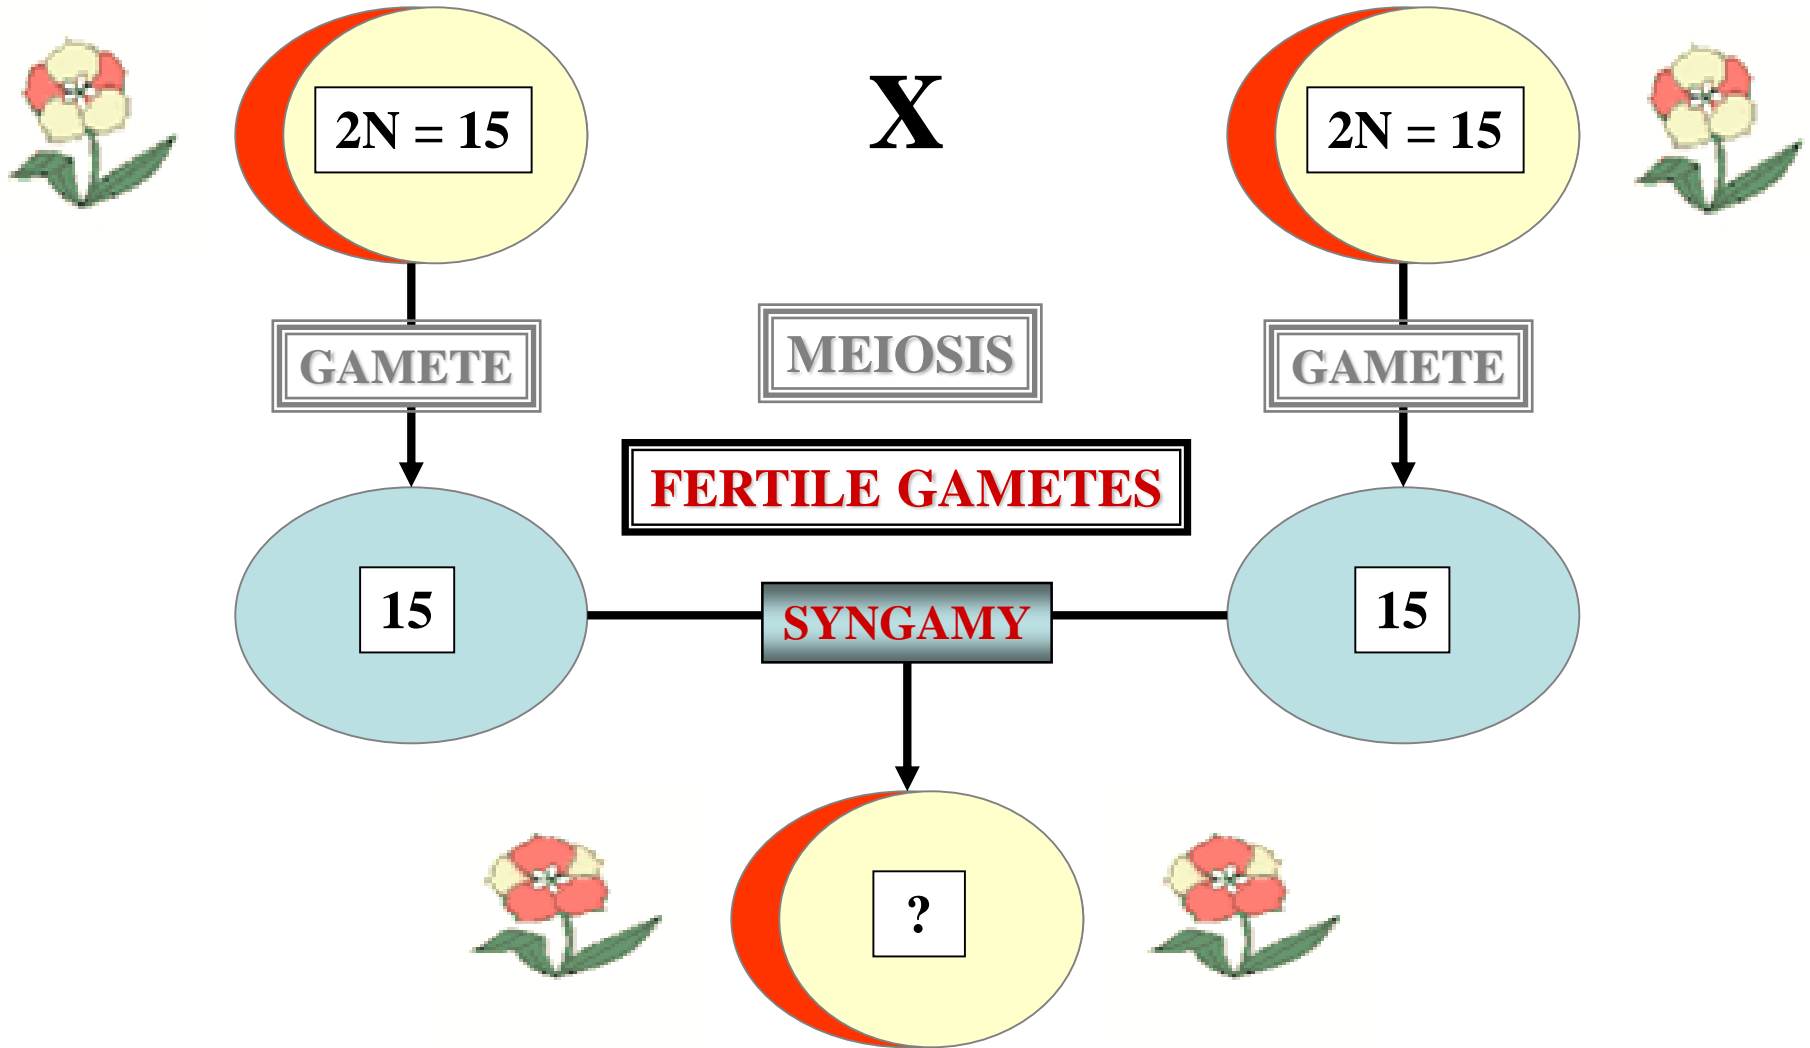 2N = 15
X
2N = 15
GAMETE
MEIOSIS
GAMETE
FERTILE GAMETES
15
SYNGAMY
15
?